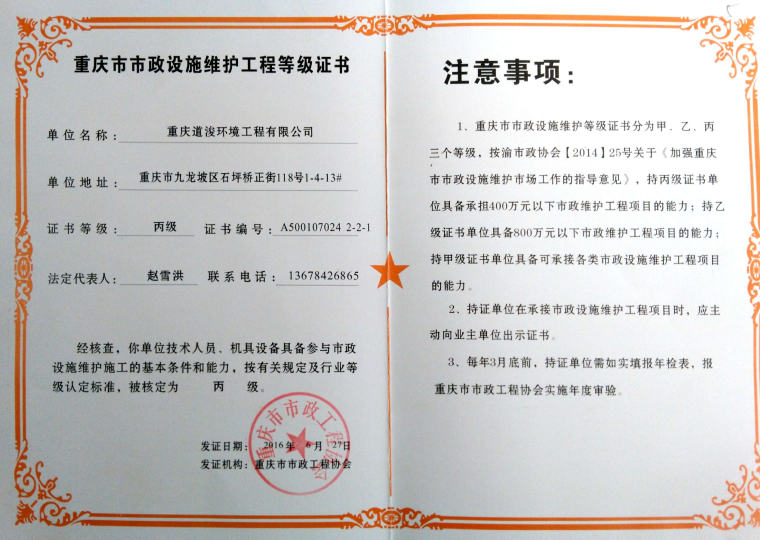 重庆市市政设施维护工程等级证书
单位名称： 重庆道浚环境工程有限公司
单位地址： 重庆市九龙坡区石坪桥正街118号1-4-13#
证书等级： 丙级 证书编号： A500107024 2-2-1
法定代表人： 赵雪洪 联系电话： 13678426865
经核查，你单位技术人员、机具设备具备参与市政
设施维护施工的基本条件和能力，按有关规定及行业等
级认定标准，被核定为 丙 级。
发证日期： 2016年 6月 27日
发证机构：重庆市市政工程协会
重庆市市政工程协会
注意事项：
1、重庆市市政设施维护等级证书分为甲、乙、丙
三个等级，按渝市政协会【2014】25号关于《加强重庆
市市政设施维护市场工作的指导意见》，持丙级证书单
位具备承担400万元以下市政维护工程项目的能力；持乙
级证书单位具备800万元以下市政维护工程项目的能力；
持甲级证书单位具备可承接各类市政设施维护工程项目
的能力。
2、持证单位在承接市政设施维护工程项目时，应主
动向业主单位出示证书。
3、每年3月底前，持证单位需如实填报年检表，报
重庆市市政工程协会实施年度审验。